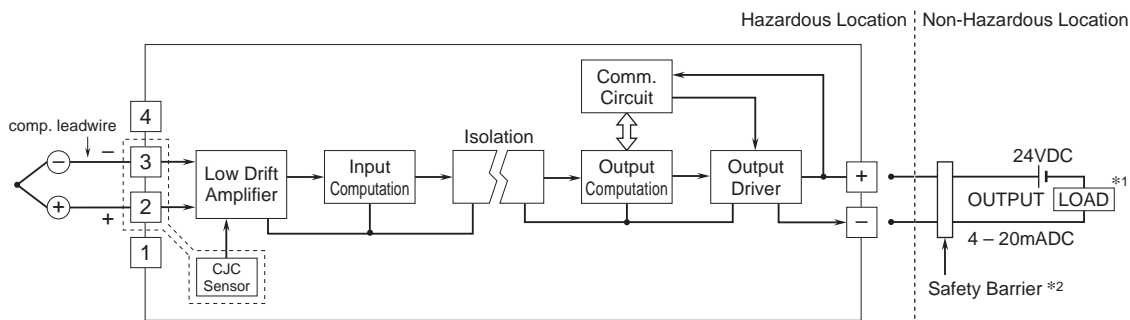 Hazardous Location
Non-Hazardous Location
Comm.
Circuit
4
comp. leadwire
Isolation
−
−
3
Low Drift
Amplifier
Input
Computation
Output
Computation
Output
Driver
+
24VDC
+
2
+
OUTPUT
LOAD
*1
−
4 – 20mADC
1
CJC
Sensor
Safety Barrier *2